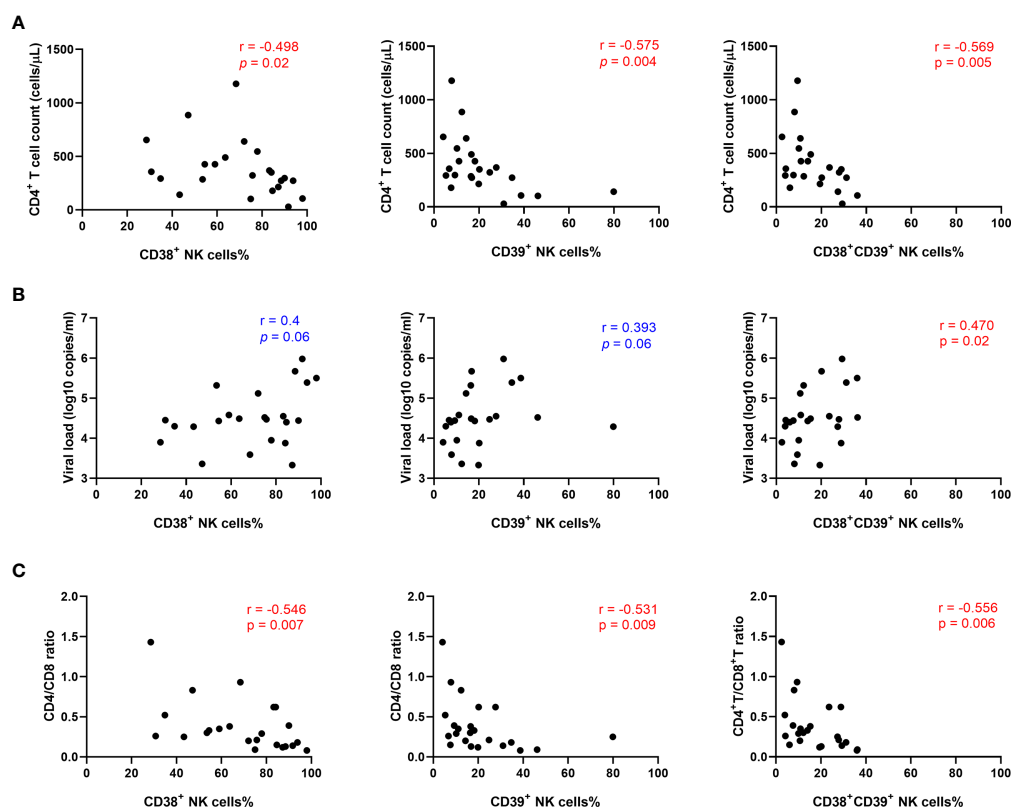 A
r = -0.498
p = 0.02
CD4+ T cell count (cells/μL)
1500
1000
500
0
0 20 40 60 80 100
CD38+ NK cells%
r = -0.575
p = 0.004
CD4+ T cell count (cells/μL)
1500
1000
500
0
0 20 40 60 80 100
CD39+ NK cells%
r = -0.569
p = 0.005
CD4+ T cell count (cells/μL)
1500
1000
500
0
0 20 40 60 80 100
CD38+CD39+ NK cells%
B
r = 0.4
p = 0.06
Viral load (log10 copies/ml)
7
6
5
4
3
0 20 40 60 80 100
CD38+ NK cells%
r = 0.393
p = 0.06
Viral load (log10 copies/ml)
7
6
5
4
3
0 20 40 60 80 100
CD39+ NK cells%
r = 0.470
p = 0.02
Viral load (log10 copies/ml)
7
6
5
4
3
0 20 40 60 80 100
CD38+CD39+ NK cells%
C
r = -0.546
p = 0.007
CD4/CD8 ratio
2.0
1.5
1.0
0.5
0.0
0 20 40 60 80 100
CD38+ NK cells%
r = -0.531
p = 0.009
CD4/CD8 ratio
2.0
1.5
1.0
0.5
0.0
0 20 40 60 80 100
CD39+ NK cells%
r = -0.556
p = 0.006
CD4+T/CD8+T ratio
2.0
1.5
1.0
0.5
0.0
0 20 40 60 80 100
CD38+CD39+ NK cells%